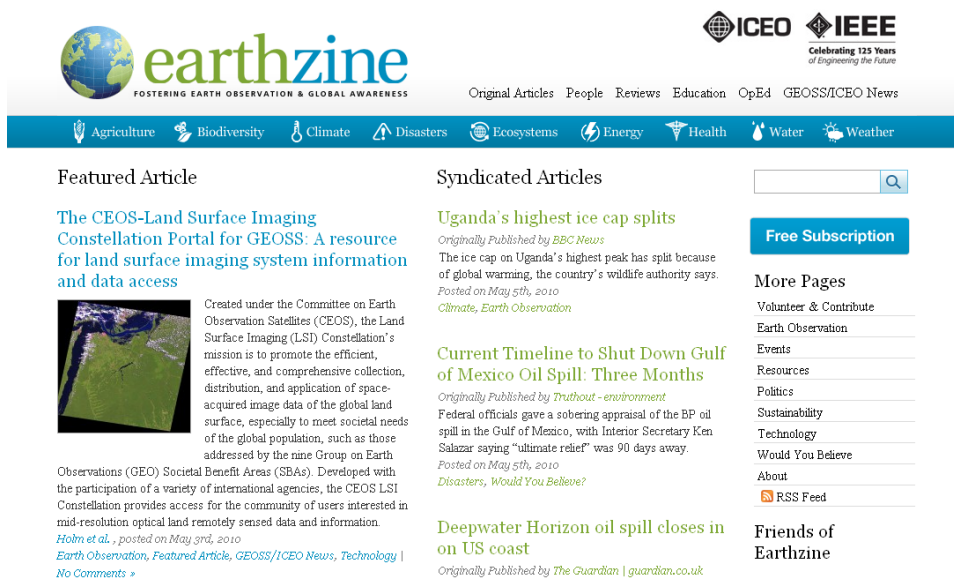 ICEO
IEEE
Celebrating 125 Years
of Engineering the Future
earthzine
FOSTERING EARTH OBSERVATION & GLOBAL AWARENESS
Original Articles People Reviews Education OpEd GEOSS/ICEO News
Agriculture Biodiversity Climate Disasters Ecosystems Energy Health Water Weather
Featured Article
The CEOS-Land Surface Imaging
Constellation Portal for GEOSS: A resource
for land surface imaging system information
and data access
Created under the Committee on Earth
Observation Satellites (CEOS), the Land
Surface Imaging (LSI) Constellation's
mission is to promote the efficient,
effective, and comprehensive collection,
distribution, and application of space-
acquired image data of the global land
surface, especially to meet societal needs
of the global population, such as those
addressed by the nine Group on Earth
Observations (GEO) Societal Benefit Areas (SBAs). Developed with
the participation of a variety of international agencies, the CEOS LSI
Constellation provides access for the community of users interested in
mid-resolution optical land remotely sensed data and information.
Holm et al. , posted on May 3rd, 2010
Earth Observation, Featured Article, GEOSS/ICEO News, Technology |
No Comments »
Syndicated Articles
Uganda's highest ice cap splits
Originally Published by BBC News
The ice cap on Uganda's highest peak has split because
of global warming, the country's wildlife authority says.
Posted on May 5th, 2010
Climate, Earth Observation
Current Timeline to Shut Down Gulf
of Mexico Oil Spill: Three Months
Originally Published by Truthout - environment
Federal officials gave a sobering appraisal of the BP oil
spill in the Gulf of Mexico, with Interior Secretary Ken
Salazar saying "ultimate relief" was 90 days away.
Posted on May 5th, 2010
Disasters, Would You Believe?
Deepwater Horizon oil spill closes in
on US coast
Originally Published by The Guardian | guardian.co.uk
Free Subscription
More Pages
Volunteer & Contribute
Earth Observation
Events
Resources
Politics
Sustainability
Technology
Would You Believe
About
RSS Feed
Friends of
Earthzine